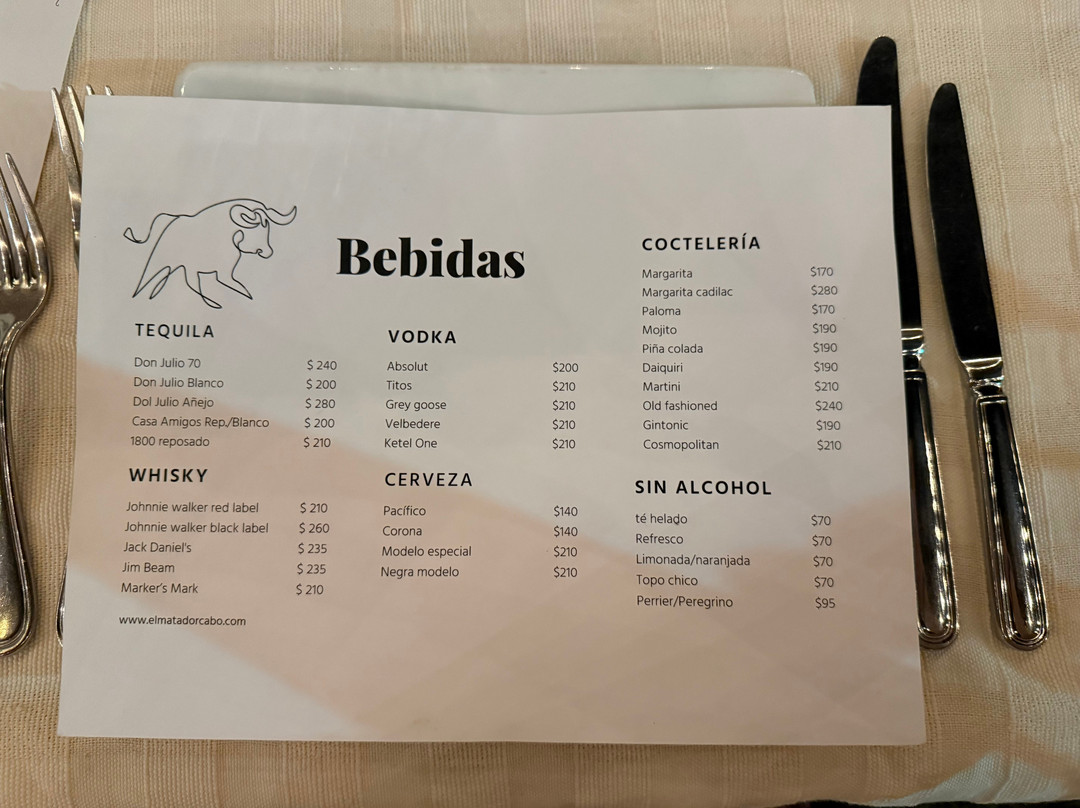 Bebidas
TEQUILA
Don Julio 70 $ 240
Don Julio Blanco $ 200
Dol Julio Añejo $ 280
Casa Amigos Rep./Blanco $ 200
1800 reposado $ 210
WHISKY
Johnnie walker red label $ 210
Johnnie walker black label $ 260
Jack Daniel's $ 235
Jim Beam $ 235
Marker's Mark $ 210
www.elmatadorcabo.com
VODKA
Absolut $200
Titos $210
Grey goose $210
Velbedere $210
Ketel One $210
CERVEZA
Pacífico $140
Corona $140
Modelo especial $210
Negra modelo $210
COCTELERÍA
Margarita $170
Margarita cadilac $280
Paloma $170
Mojito $190
Piña colada $190
Daiquiri $190
Martini $210
Old fashioned $240
Gintonic $190
Cosmopolitan $210
SIN ALCOHOL
té helado $70
Refresco $70
Limonada/naranjada $70
Topo chico $70
Perrier/Peregrino $95